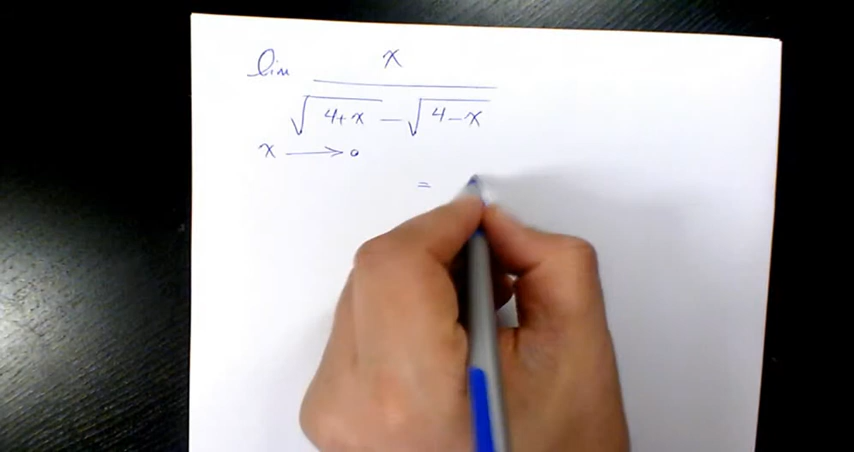 lim x
√4+x − √4−x
x ⟶ 0
=